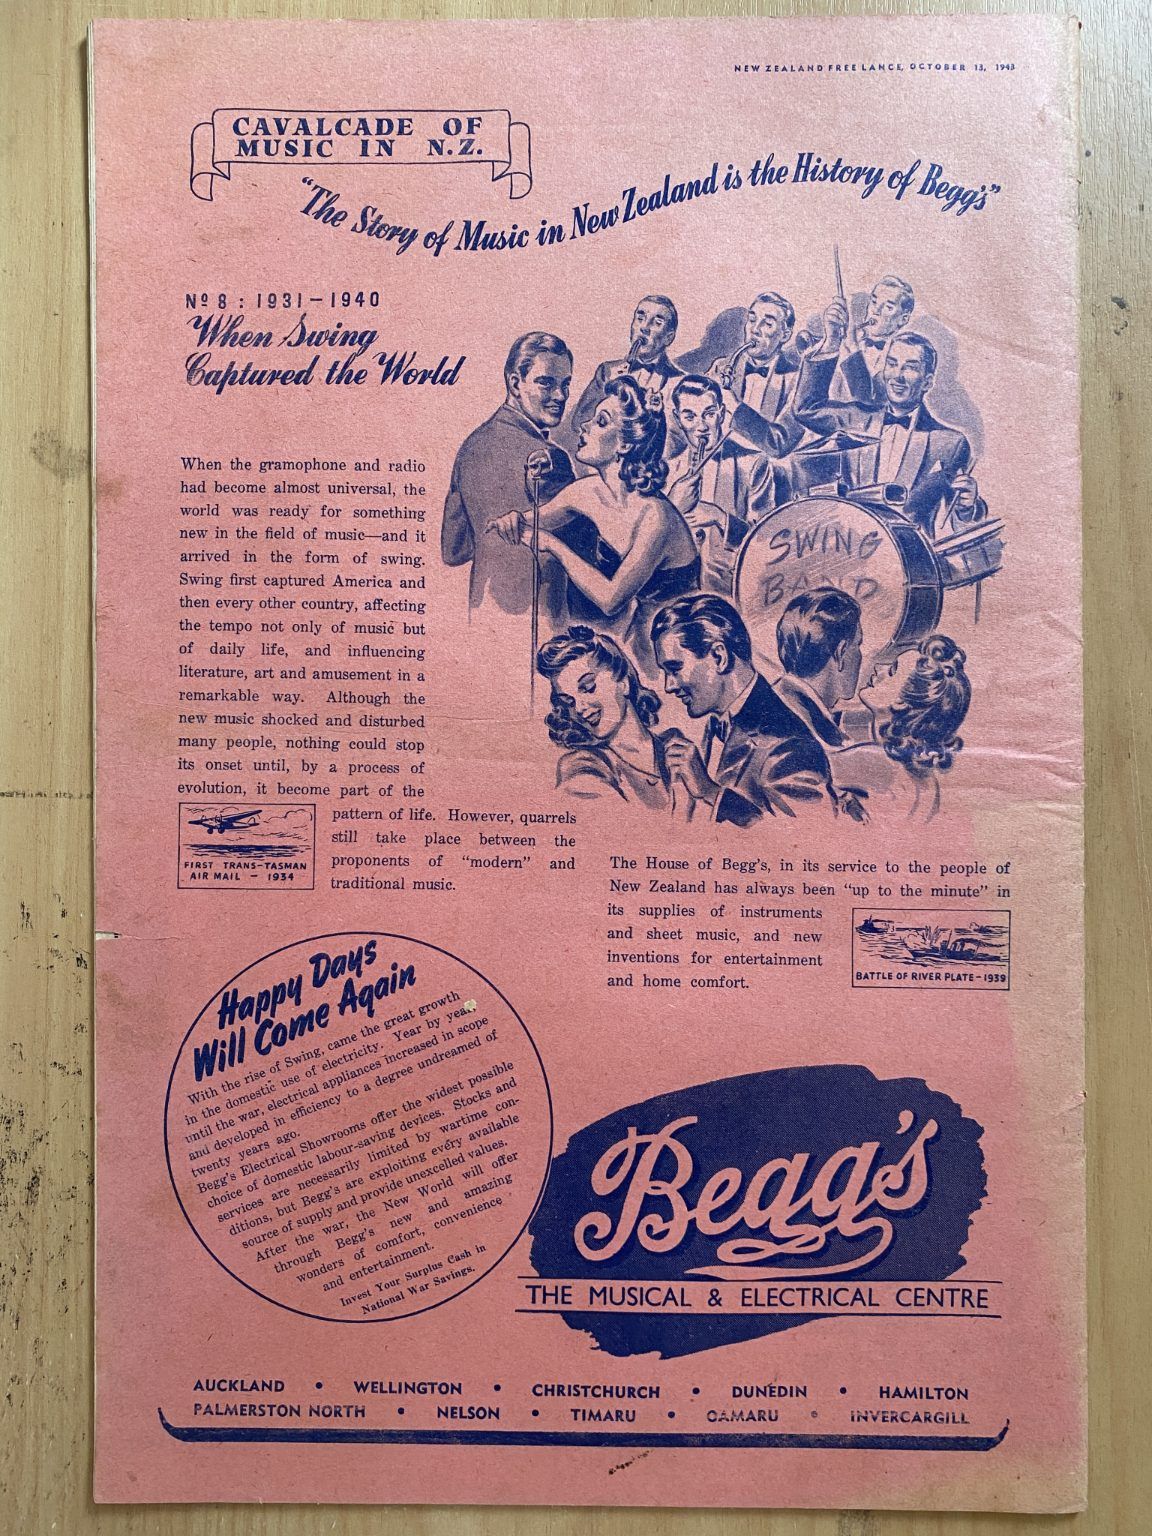 NEW ZEALAND FREE LANCE, OCTOBER 13, 1943
CAVALCADE OF
MUSIC IN N.Z.
"The Story of Music in New Zealand is the History of Begg's"
Nº 8 : 1931–1940
When Swing
Captured the World
When the gramophone and radio
had become almost universal, the
world was ready for something
new in the field of music—and it
arrived in the form of swing.
Swing first captured America and
then every other country, affecting
the tempo not only of music but
of daily life, and influencing
literature, art and amusement in a
remarkable way. Although the
new music shocked and disturbed
many people, nothing could stop
its onset until, by a process of
evolution, it become part of the
pattern of life. However, quarrels
still take place between the
proponents of "modern" and
traditional music.
FIRST TRANS-TASMAN
AIR MAIL – 1934
SWING
BAND
The House of Begg's, in its service to the people of
New Zealand has always been "up to the minute" in
its supplies of instruments
and sheet music, and new
inventions for entertainment
and home comfort.
BATTLE OF RIVER PLATE–1939
Happy Days
Will Come Again
With the rise of Swing, came the great growth
in the domestic use of electricity. Year by year,
until the war, electrical appliances increased in scope
and developed in efficiency to a degree undreamed of
twenty years ago.
Begg's Electrical Showrooms offer the widest possible
choice of domestic labour-saving devices. Stocks and
services are necessarily limited by wartime con-
ditions, but Begg's are exploiting every available
source of supply and provide unexcelled values.
After the war, the New World will offer
through Begg's new and amazing
wonders of comfort, convenience
and entertainment.
Invest Your Surplus Cash in
National War Savings.
Begg's
THE MUSICAL & ELECTRICAL CENTRE
AUCKLAND • WELLINGTON • CHRISTCHURCH • DUNEDIN • HAMILTON
PALMERSTON NORTH • NELSON • TIMARU • OAMARU • INVERCARGILL